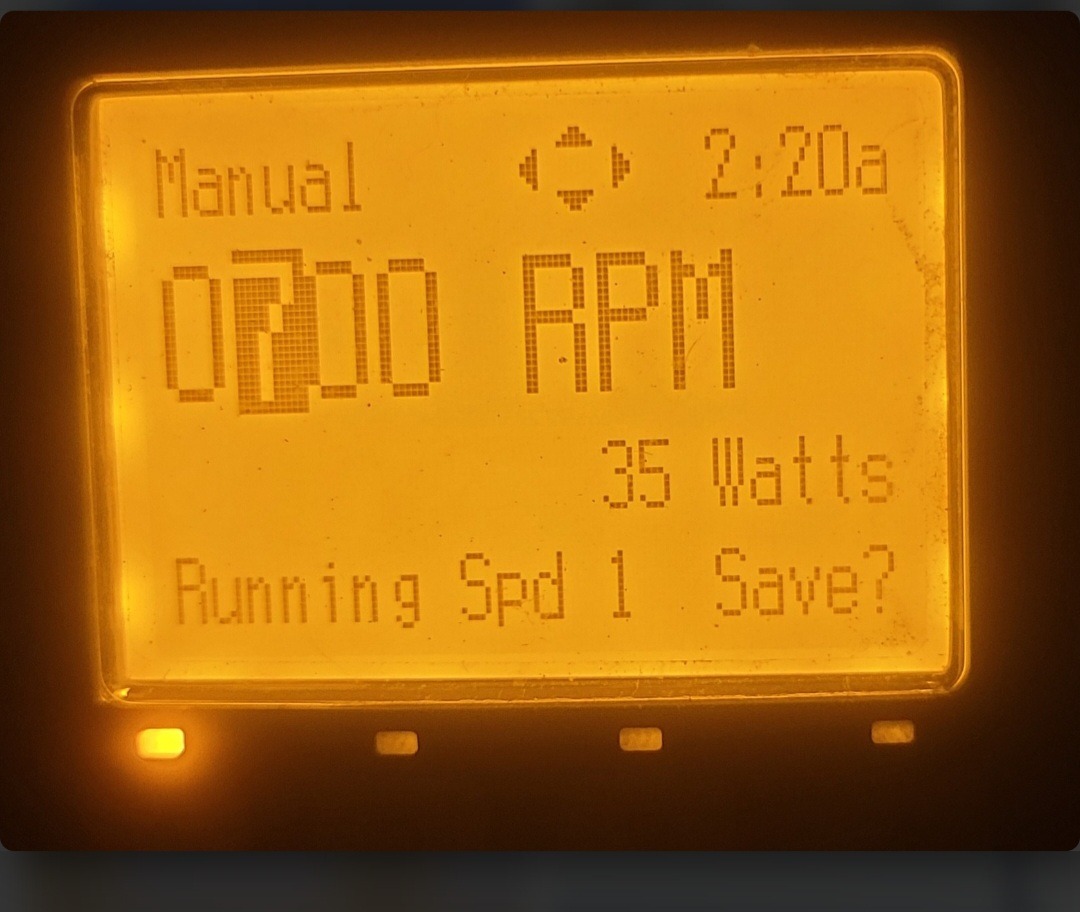 Manual 2:20a
0700 RPM
35 Watts
Running Spd 1 Save?